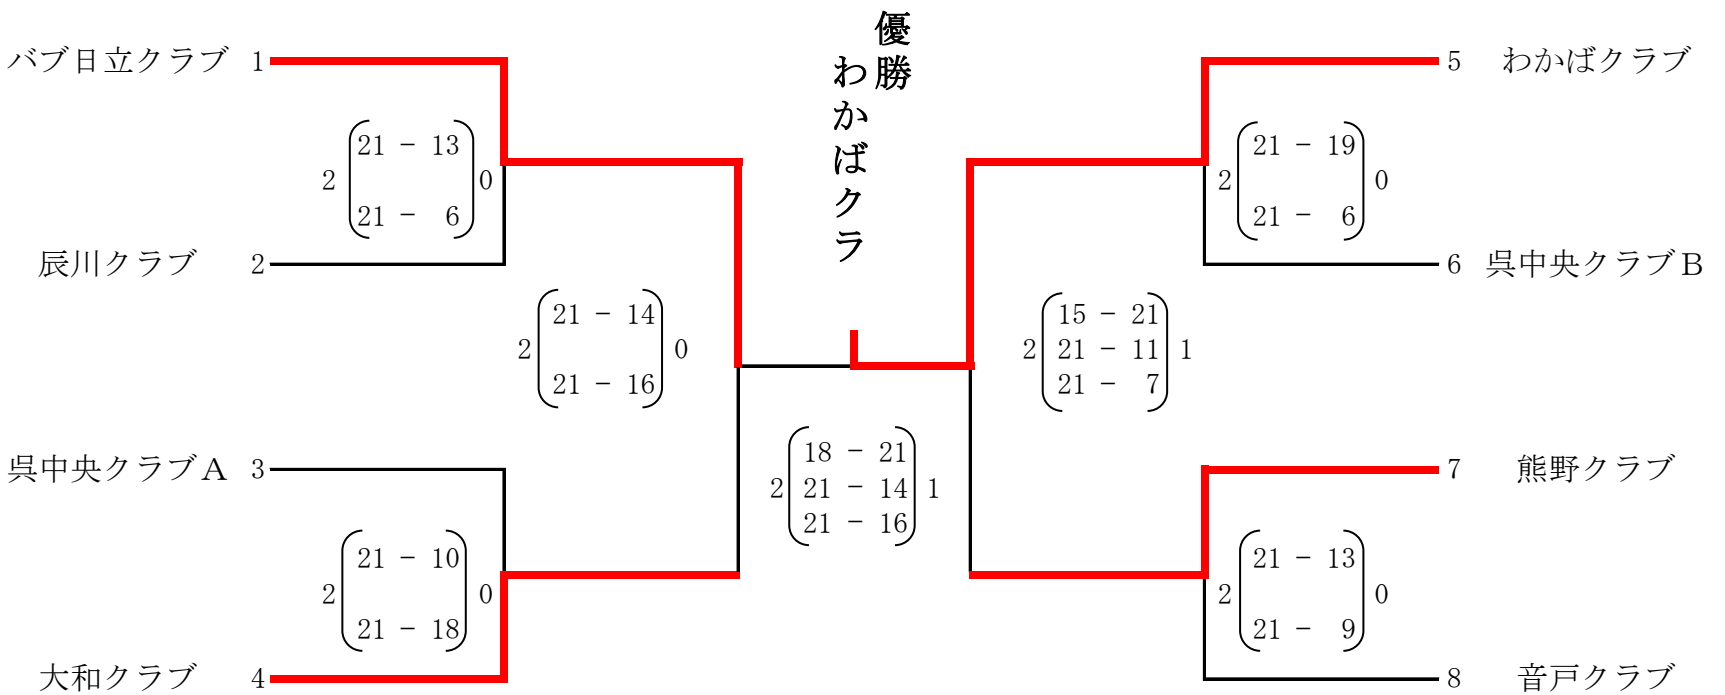 優勝
わかばクラ
バブ日立クラブ 1
2 21 − 13 0
21 − 6
辰川クラブ 2
2 21 − 14 0
21 − 16
呉中央クラブA 3
2 21 − 10 0
21 − 18
大和クラブ 4
18 − 21
2 21 − 14 1
21 − 16
5 わかばクラブ
2 21 − 19 0
21 − 6
6 呉中央クラブB
15 − 21
2 21 − 11 1
21 − 7
7 熊野クラブ
2 21 − 13 0
21 − 9
8 音戸クラブ